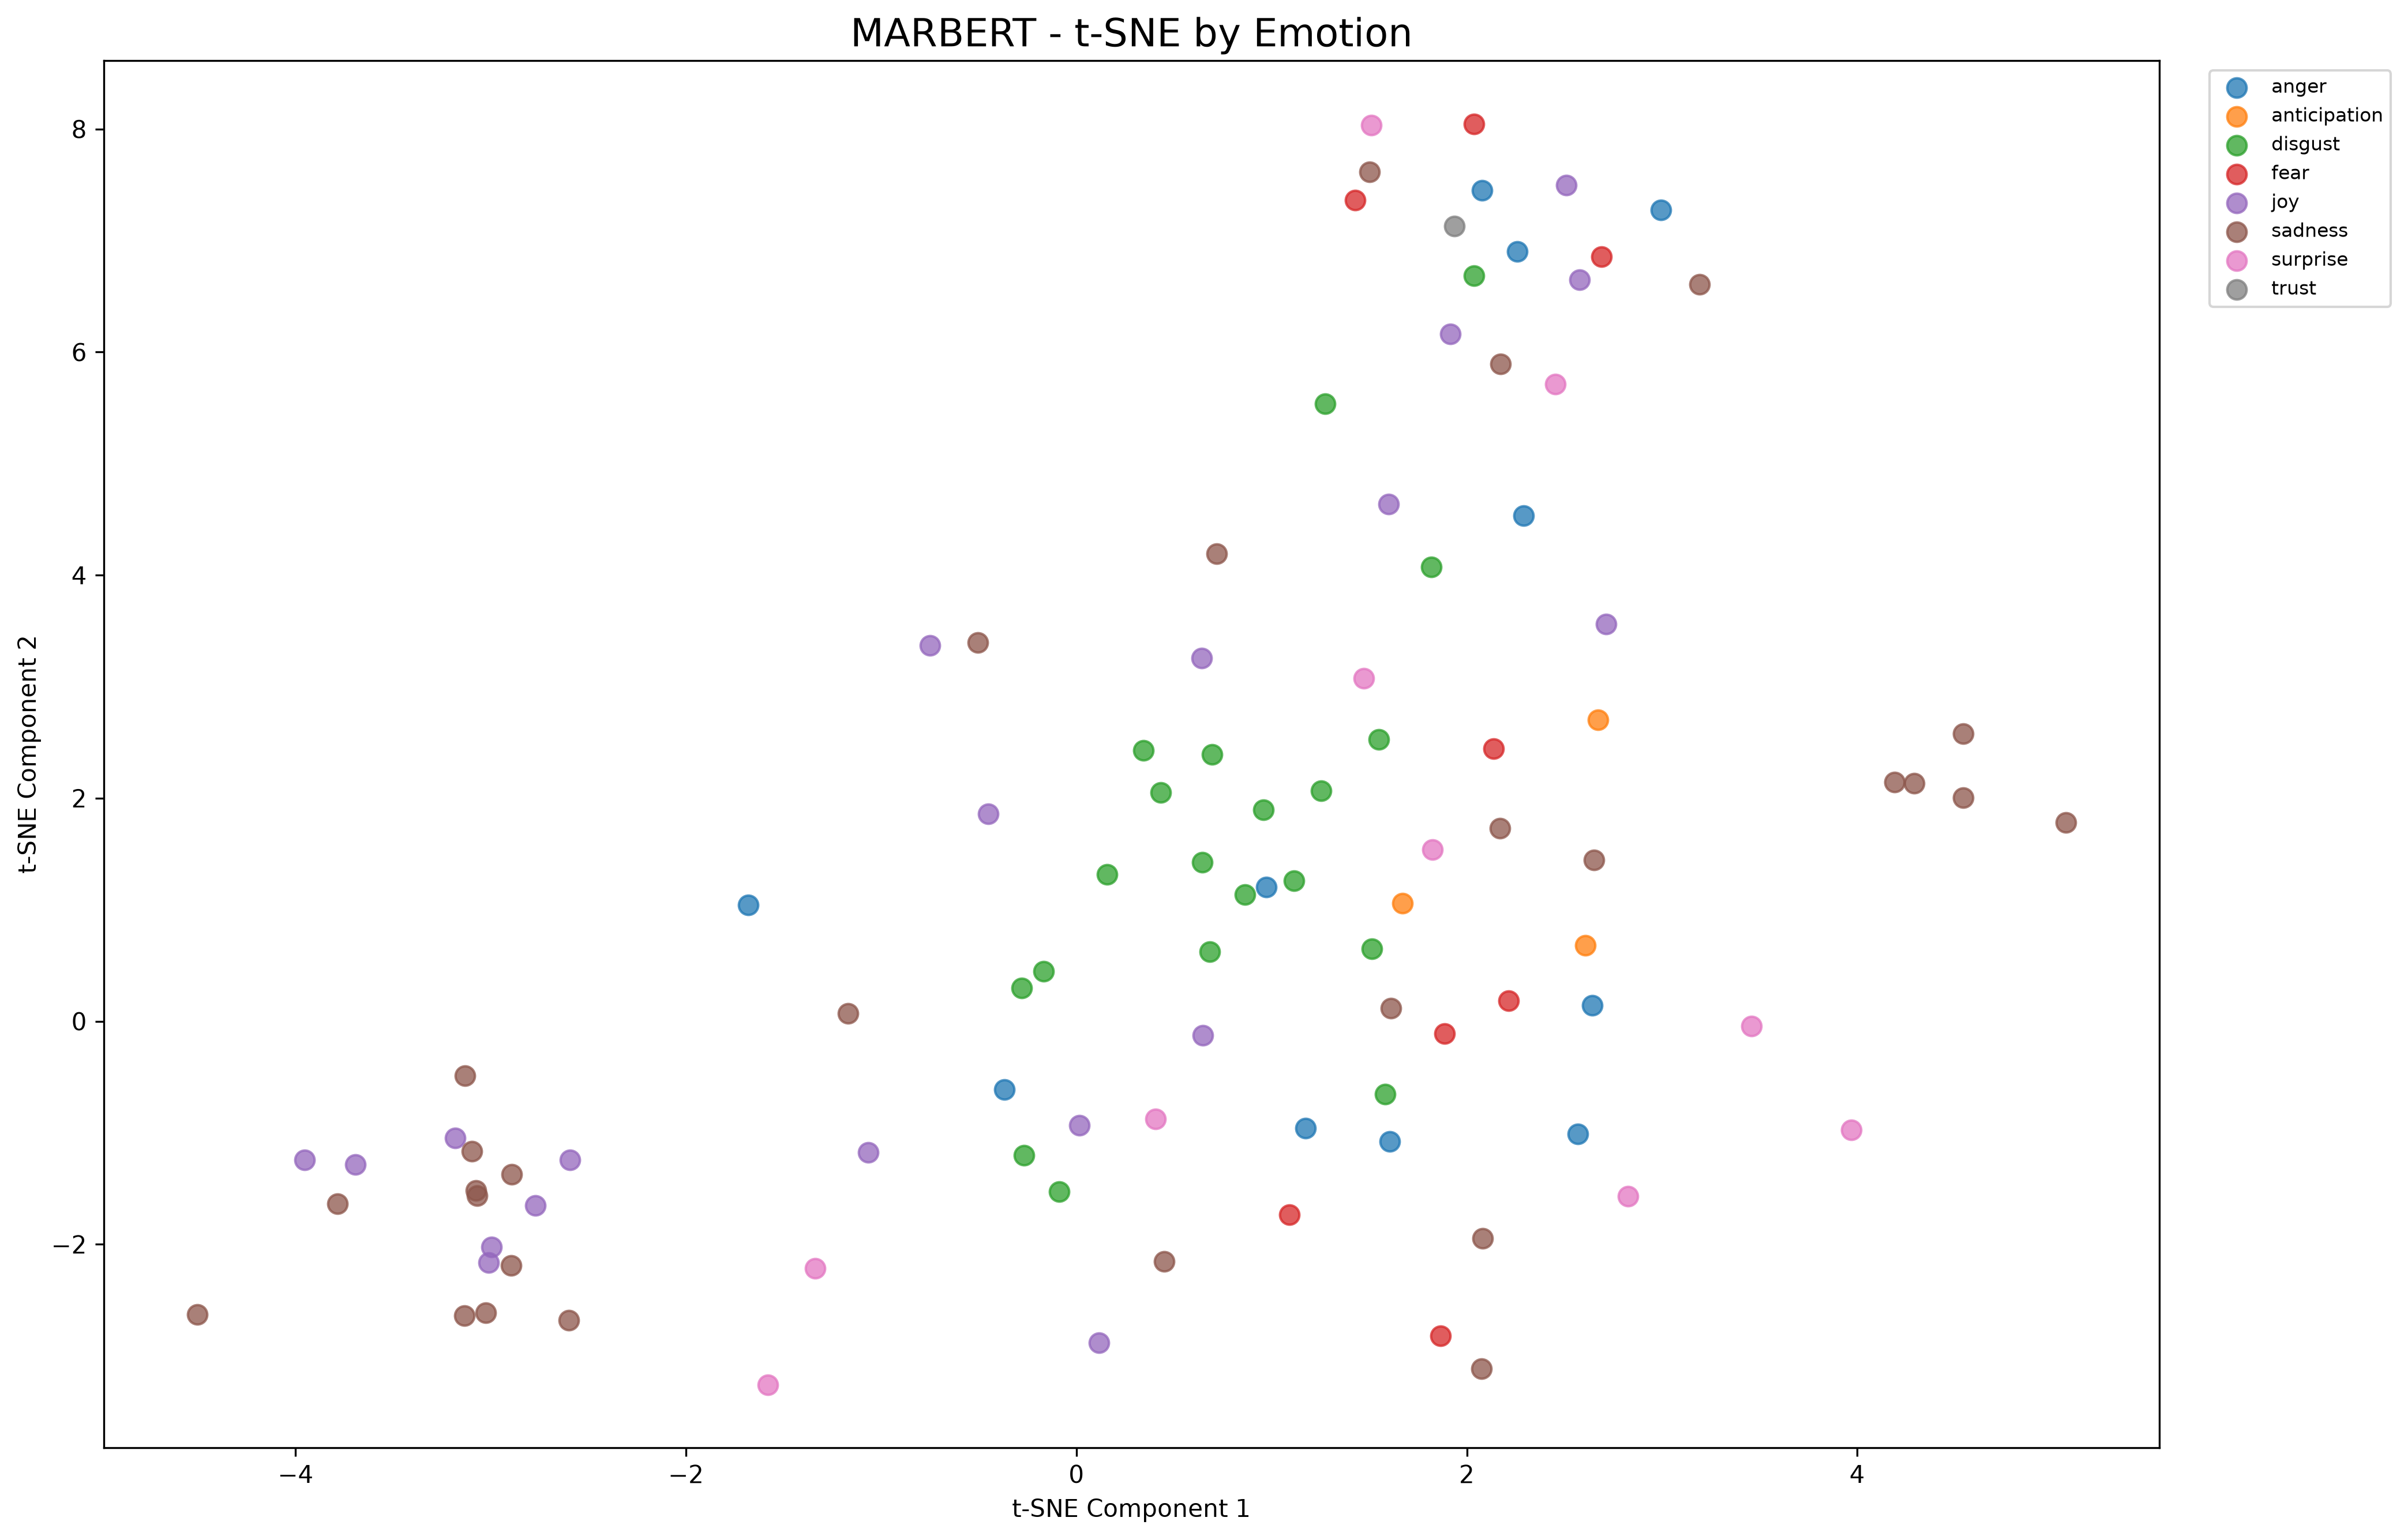 MARBERT - t-SNE by Emotion
anger
anticipation
disgust
fear
joy
sadness
surprise
trust
t-SNE Component 2
8
6
4
2
0
−2
−4
−2
0
2
4
t-SNE Component 1